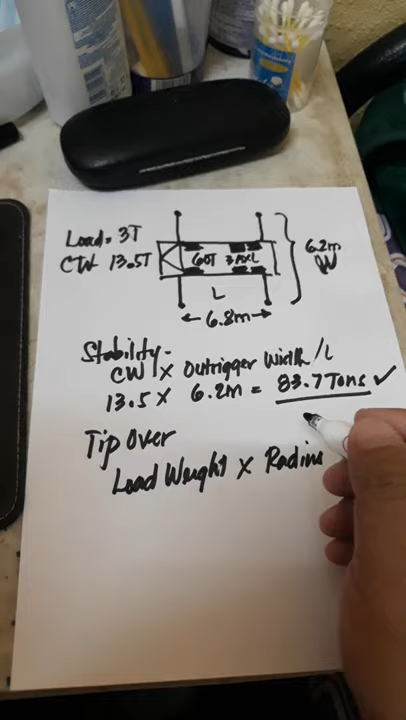 Load = 3T
CW 13.5T
60T 3AXL
6.2m
W
L
6.8m
Stability -
CW x Outrigger Width/L
13.5 x 6.2m = 83.7 Tons ✓
Tip Over
Load Weight x Radius